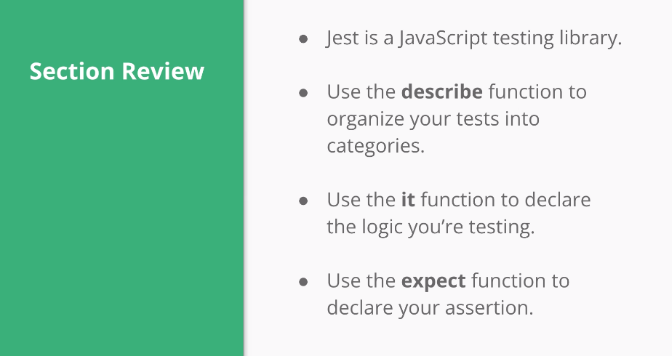 Section Review
● Jest is a JavaScript testing library.
● Use the describe function to
organize your tests into
categories.
● Use the it function to declare
the logic you’re testing.
● Use the expect function to
declare your assertion.